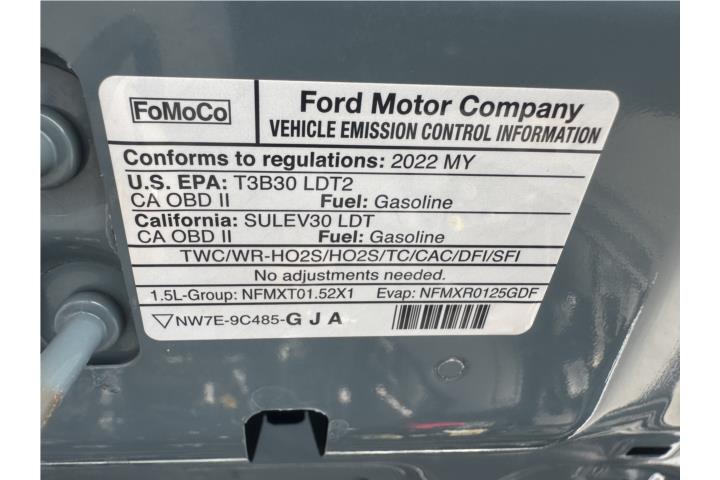 FoMoCo
Ford Motor Company
VEHICLE EMISSION CONTROL INFORMATION
Conforms to regulations: 2022 MY
U.S. EPA: T3B30 LDT2
CA OBD II Fuel: Gasoline
California: SULEV30 LDT
CA OBD II Fuel: Gasoline
TWC/WR-HO2S/HO2S/TC/CAC/DFI/SFI
No adjustments needed.
1.5L-Group: NFMXT01.52X1 Evap: NFMXR0125GDF
NW7E-9C485-G J A